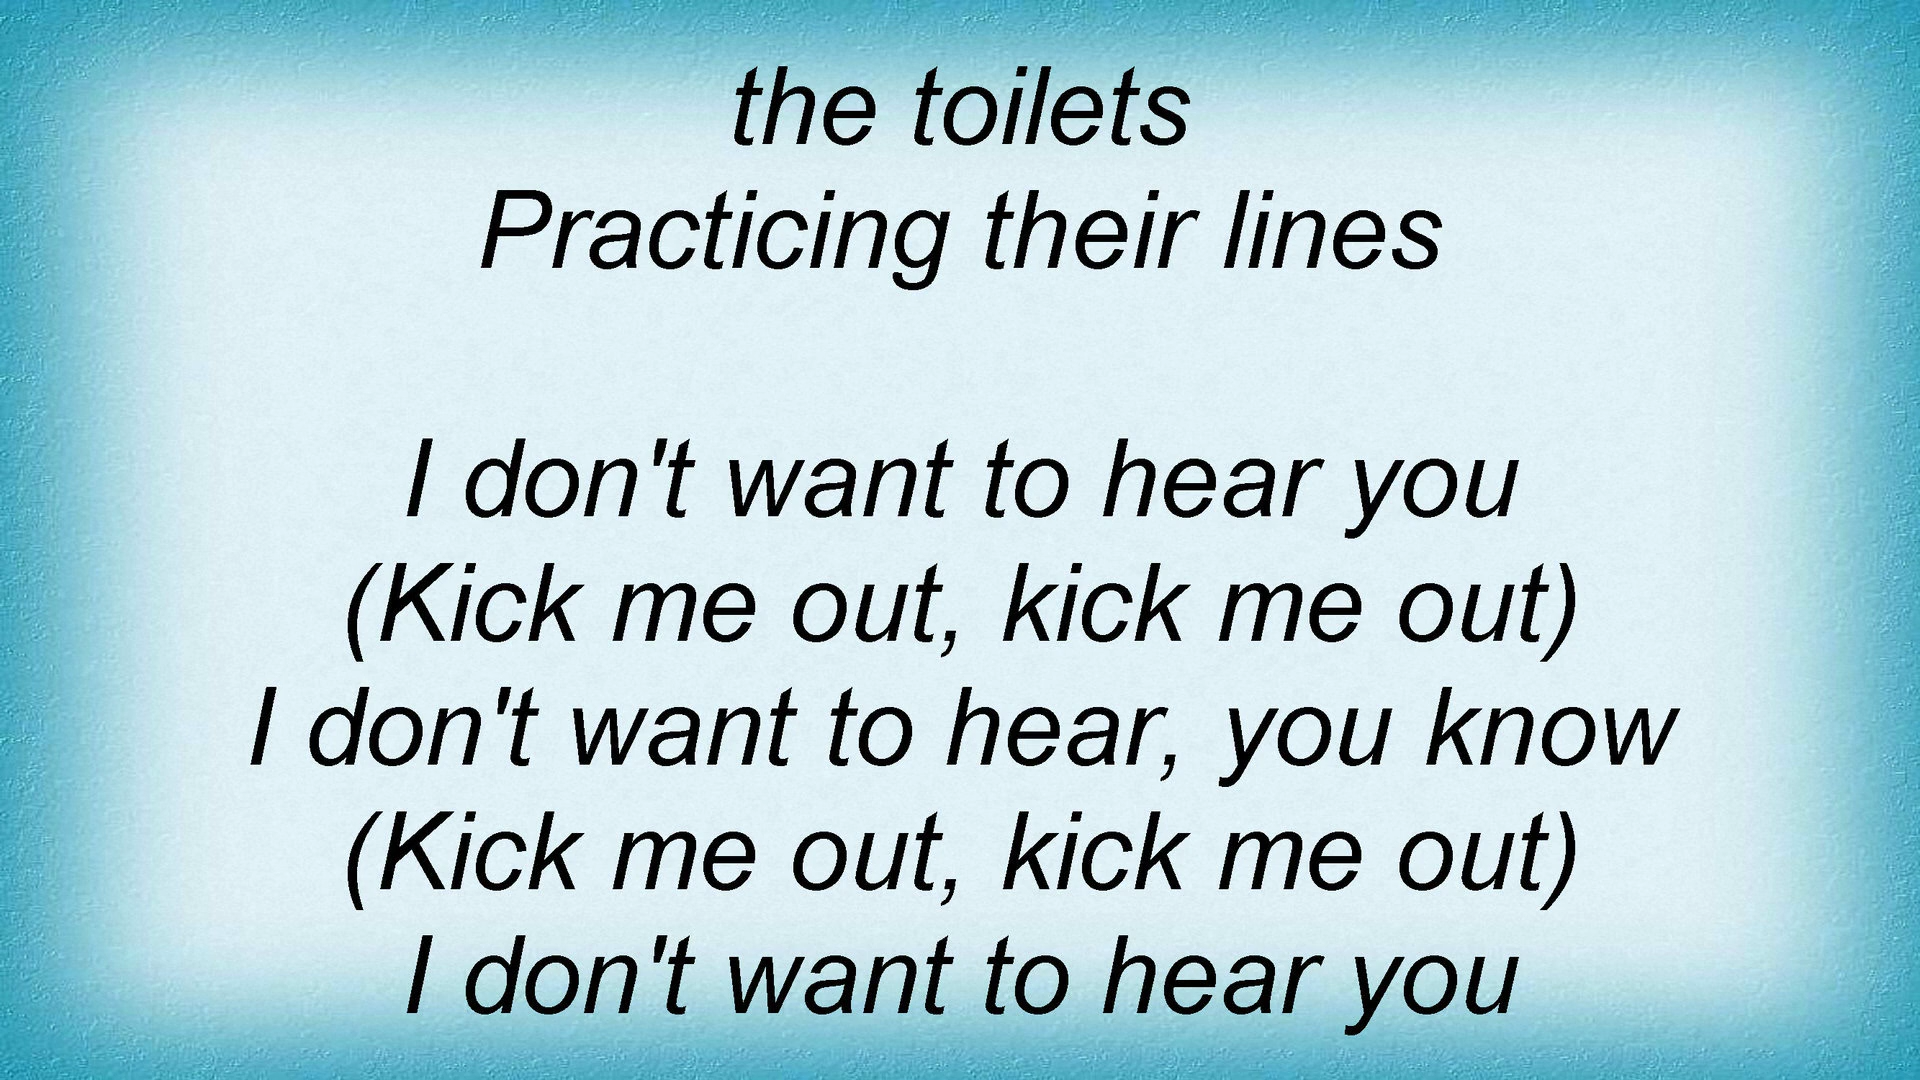 the toilets
Practicing their lines
I don't want to hear you
(Kick me out, kick me out)
I don't want to hear, you know
(Kick me out, kick me out)
I don't want to hear you